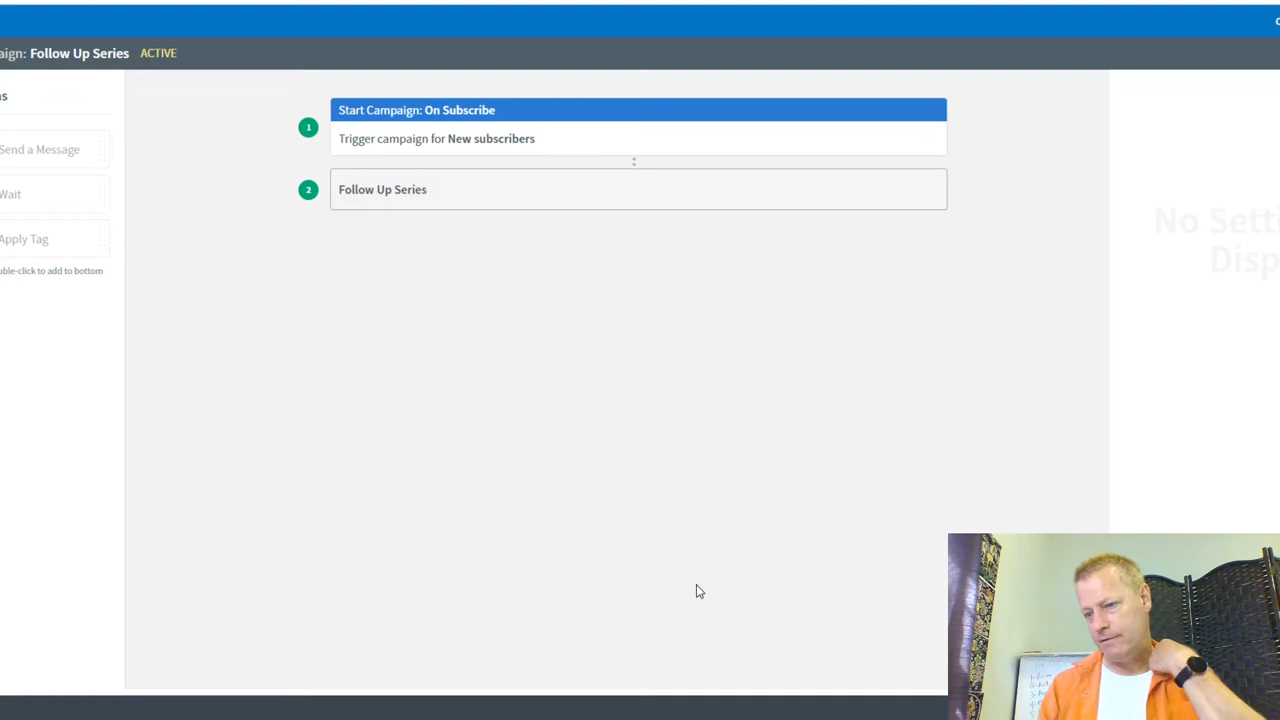 aign: Follow Up Series ACTIVE
ns
Send a Message
Wait
Apply Tag
uble-click to add to bottom
1
Start Campaign: On Subscribe
Trigger campaign for New subscribers
2
Follow Up Series
No Setti
Disp